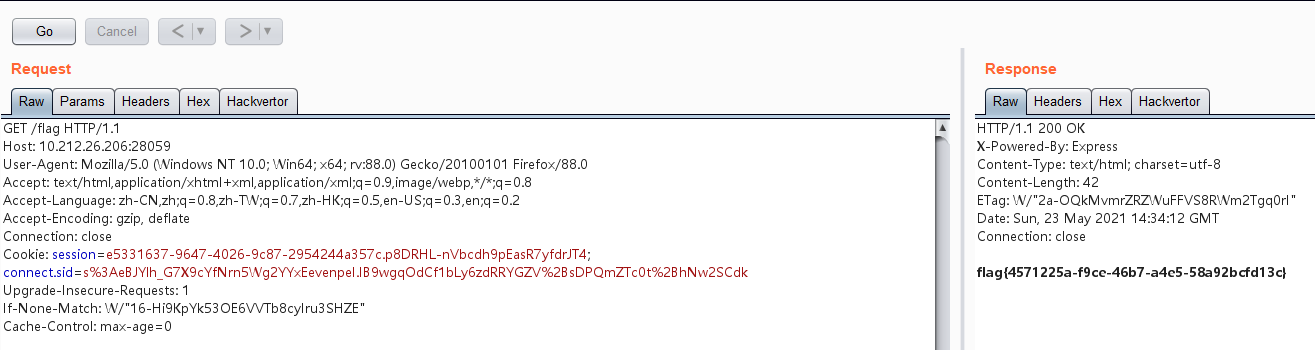 Go Cancel < ▼ > ▼
Request
Raw Params Headers Hex Hackvertor
GET /flag HTTP/1.1
Host: 10.212.26.206:28059
User-Agent: Mozilla/5.0 (Windows NT 10.0; Win64; x64; rv:88.0) Gecko/20100101 Firefox/88.0
Accept: text/html,application/xhtml+xml,application/xml;q=0.9,image/webp,*/*;q=0.8
Accept-Language: zh-CN,zh;q=0.8,zh-TW;q=0.7,zh-HK;q=0.5,en-US;q=0.3,en;q=0.2
Accept-Encoding: gzip, deflate
Connection: close
Cookie: session=e5331637-9647-4026-9c87-2954244a357c.p8DRHL-nVbcdh9pEasR7yfdrJT4;
connect.sid=s%3AeBJYlh_G7X9cYfNrn5Wg2YYxEevenpel.lB9wgqOdCf1bLy6zdRRYGZV%2BsDPQmZTc0t%2BhNw2SCdk
Upgrade-Insecure-Requests: 1
If-None-Match: W/"16-Hi9KpYk53OE6VVTb8cylru3SHZE"
Cache-Control: max-age=0
Response
Raw Headers Hex Hackvertor
HTTP/1.1 200 OK
X-Powered-By: Express
Content-Type: text/html; charset=utf-8
Content-Length: 42
ETag: W/"2a-OQkMvmrZRZWuFFVS8RWm2Tgq0rI"
Date: Sun, 23 May 2021 14:34:12 GMT
Connection: close
flag{4571225a-f9ce-46b7-a4e5-58a92bcfd13c}